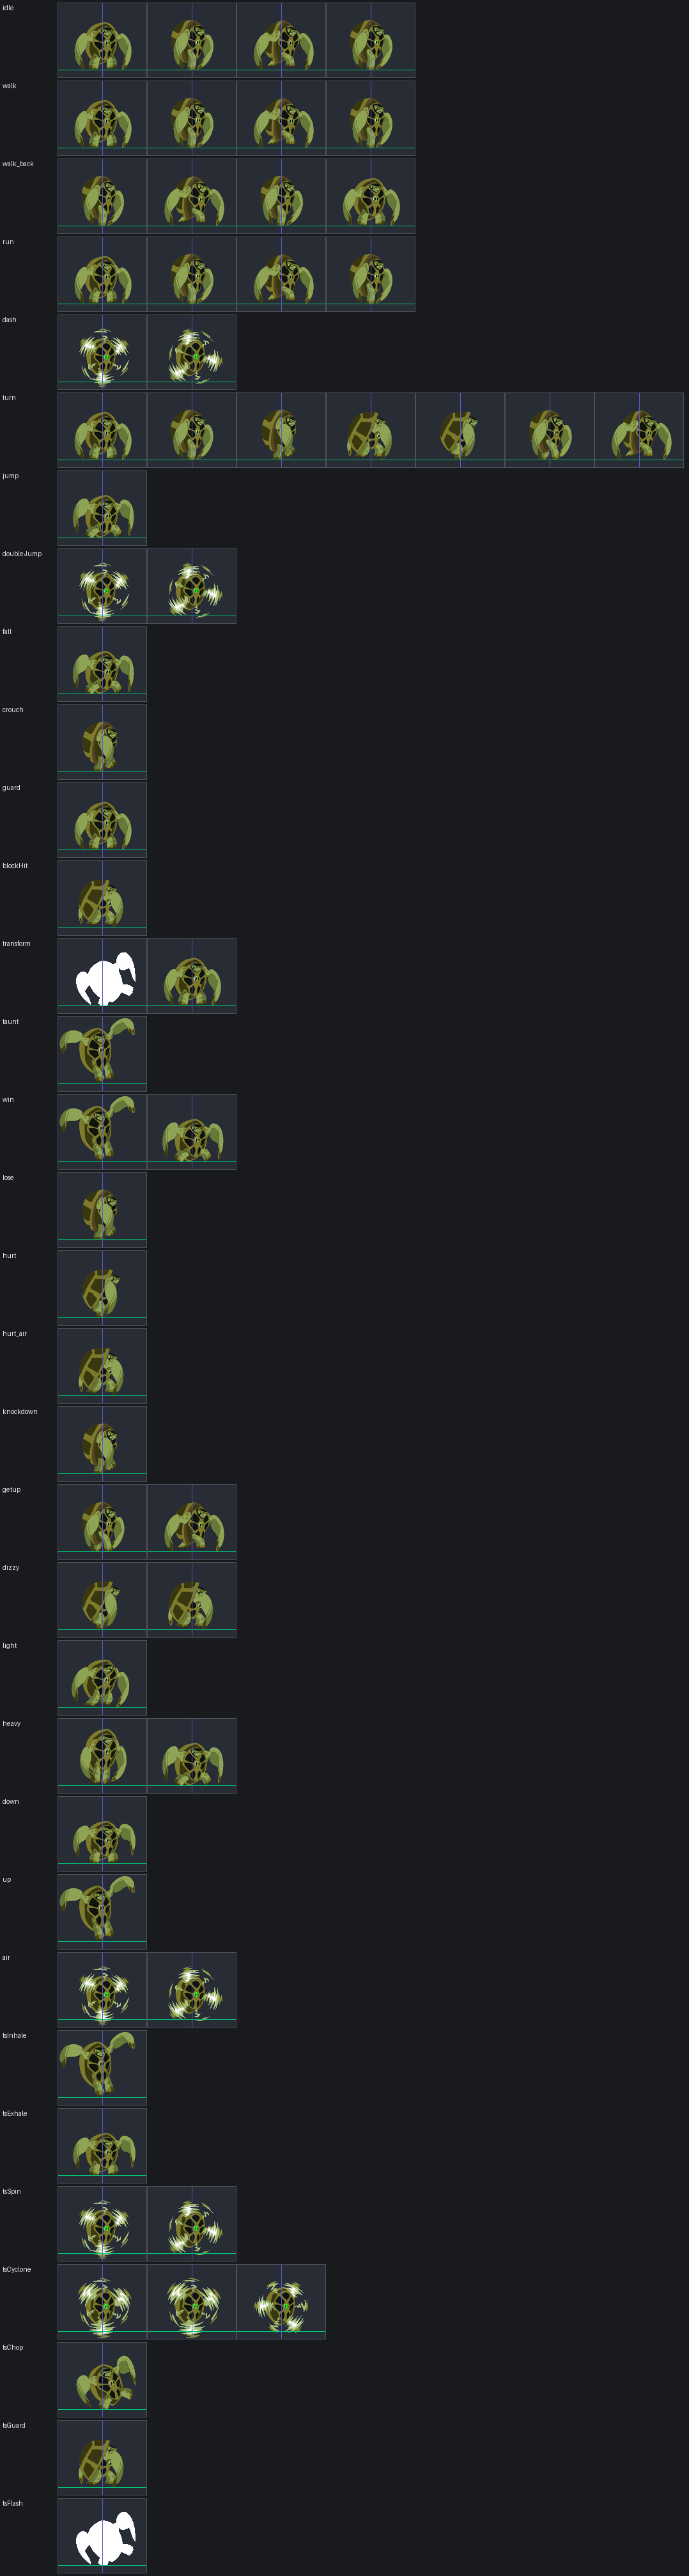 idle
walk
walk_back
run
dash
turn
jump
doubleJump
fall
crouch
guard
blockHit
transform
taunt
win
lose
hurt
hurt_air
knockdown
getup
dizzy
light
heavy
down
up
air
tsInhale
tsExhale
tsSpin
tsCyclone
tsChop
tsGuard
tsFlash